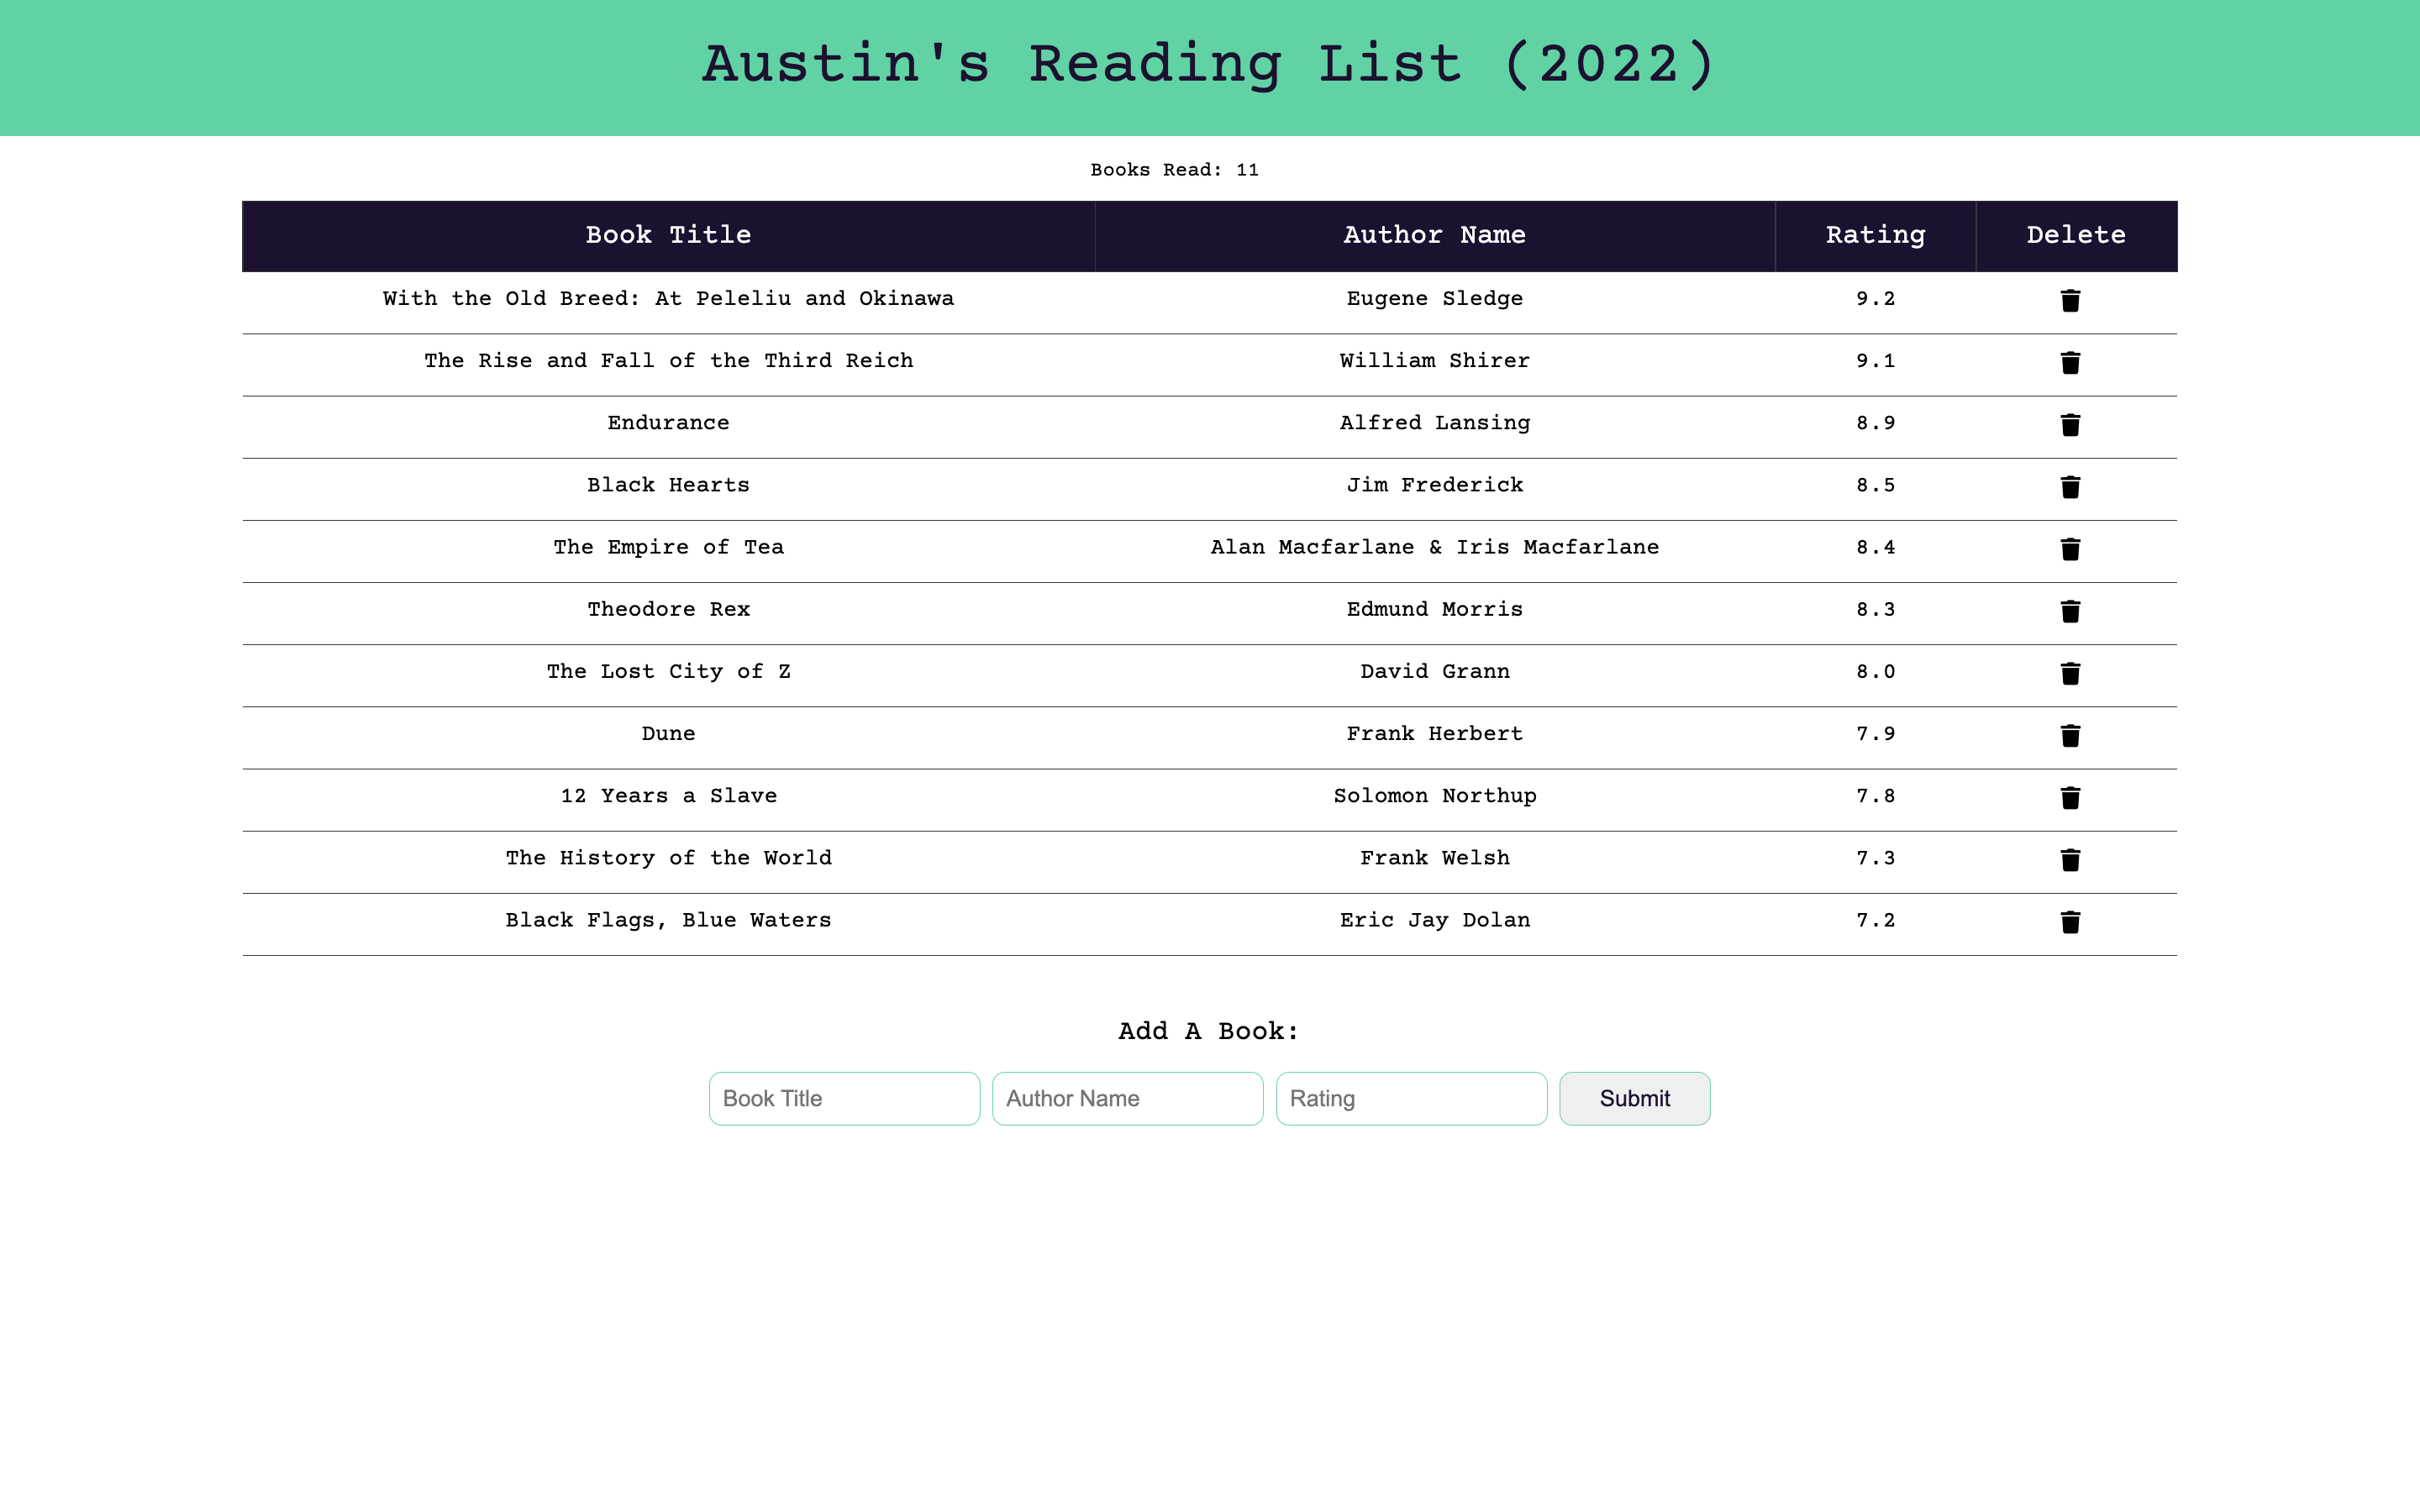 Austin's Reading List (2022)
Books Read: 11
Book Title Author Name Rating Delete
With the Old Breed: At Peleliu and Okinawa Eugene Sledge 9.2
The Rise and Fall of the Third Reich William Shirer 9.1
Endurance Alfred Lansing 8.9
Black Hearts Jim Frederick 8.5
The Empire of Tea Alan Macfarlane & Iris Macfarlane 8.4
Theodore Rex Edmund Morris 8.3
The Lost City of Z David Grann 8.0
Dune Frank Herbert 7.9
12 Years a Slave Solomon Northup 7.8
The History of the World Frank Welsh 7.3
Black Flags, Blue Waters Eric Jay Dolan 7.2
Add A Book:
Book Title Author Name Rating Submit